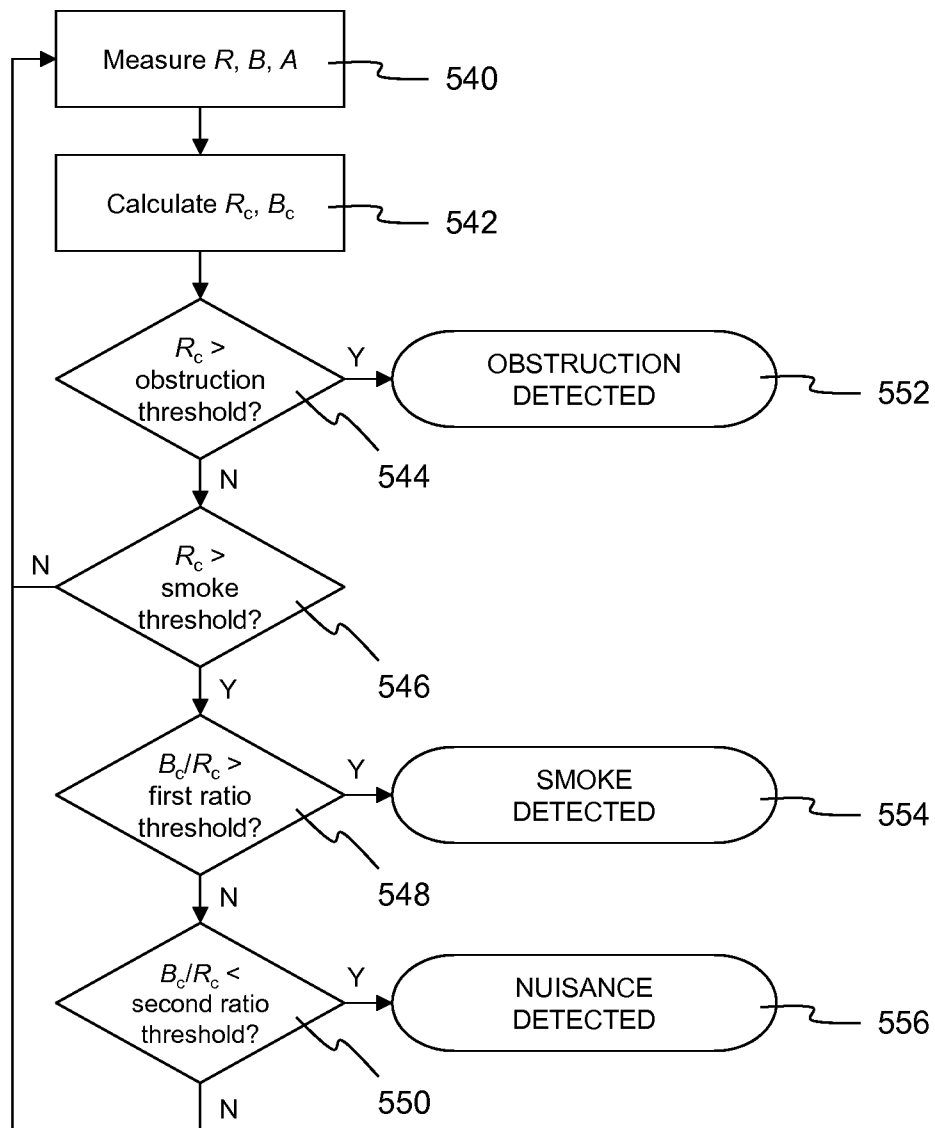 Measure R, B, A
540
Calculate Rc, Bc
542
Rc >
obstruction
threshold?
Y
OBSTRUCTION
DETECTED
552
544
N
Rc >
smoke
threshold?
N
546
Y
Bc/Rc >
first ratio
threshold?
Y
SMOKE
DETECTED
554
548
N
Bc/Rc <
second ratio
threshold?
Y
NUISANCE
DETECTED
556
550
N